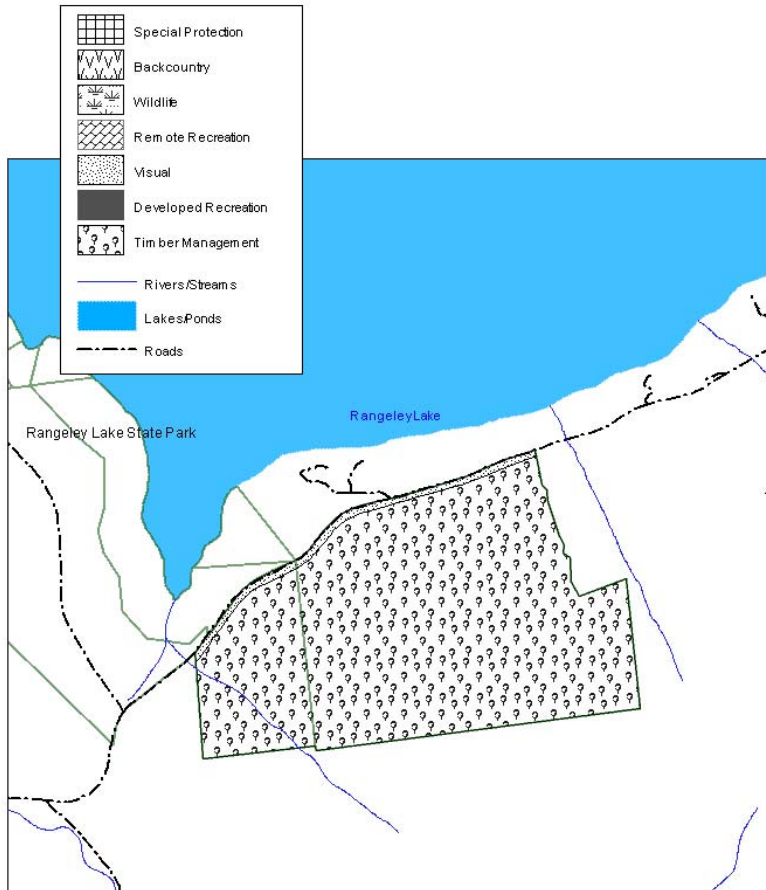 Special Protection
Backcountry
Wildlife
Remote Recreation
Visual
Developed Recreation
Timber Management
Rivers/Streams
Lakes/Ponds
Roads
RangeleyLake
Rangeley Lake State Park